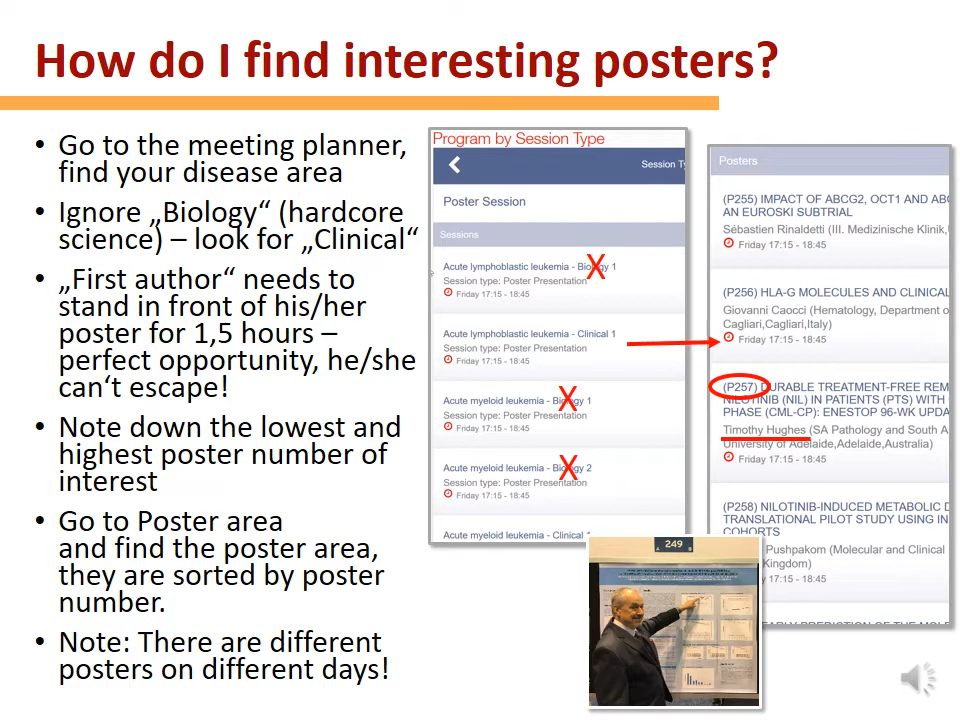 How do I find interesting posters?
• Go to the meeting planner,
find your disease area
• Ignore „Biology“ (hardcore
science) – look for „Clinical“
• „First author“ needs to
stand in front of his/her
poster for 1,5 hours –
perfect opportunity, he/she
can‘t escape!
• Note down the lowest and
highest poster number of
interest
• Go to Poster area
and find the poster area,
they are sorted by poster
number.
• Note: There are different
posters on different days!
Program by Session Type
Session Ty
Poster Session
Sessions
Acute lymphoblastic leukemia - Biology 1
Session type: Poster Presentation
Friday 17:15 - 18:45
Acute lymphoblastic leukemia - Clinical 1
Session type: Poster Presentation
Friday 17:15 - 18:45
Acute myeloid leukemia - Biology 1
Session type: Poster Presentation
Friday 17:15 - 18:45
Acute myeloid leukemia - Biology 2
Session type: Poster Presentation
Friday 17:15 - 18:45
Acute myeloid leukemia - Clinical 1
X
X
X
Posters
(P255) IMPACT OF ABCG2, OCT1 AND ABC
AN EUROSKI SUBTRIAL
Sébastien Rinaldetti (III. Medizinische Klinik,
Friday 17:15 - 18:45
(P256) HLA-G MOLECULES AND CLINICAL
Giovanni Caocci (Hematology, Department o
Cagliari,Cagliari,Italy)
Friday 17:15 - 18:45
(P257) DURABLE TREATMENT-FREE REM
NILOTINIB (NIL) IN PATIENTS (PTS) WITH
PHASE (CML-CP): ENESTOP 96-WK UPDA
Timothy Hughes (SA Pathology and South A
University of Adelaide,Adelaide,Australia)
Friday 17:15 - 18:45
(P258) NILOTINIB-INDUCED METABOLIC D
TRANSLATIONAL PILOT STUDY USING IN
COHORTS
Pushpakom (Molecular and Clinical
Kingdom)
ay 17:15 - 18:45
249